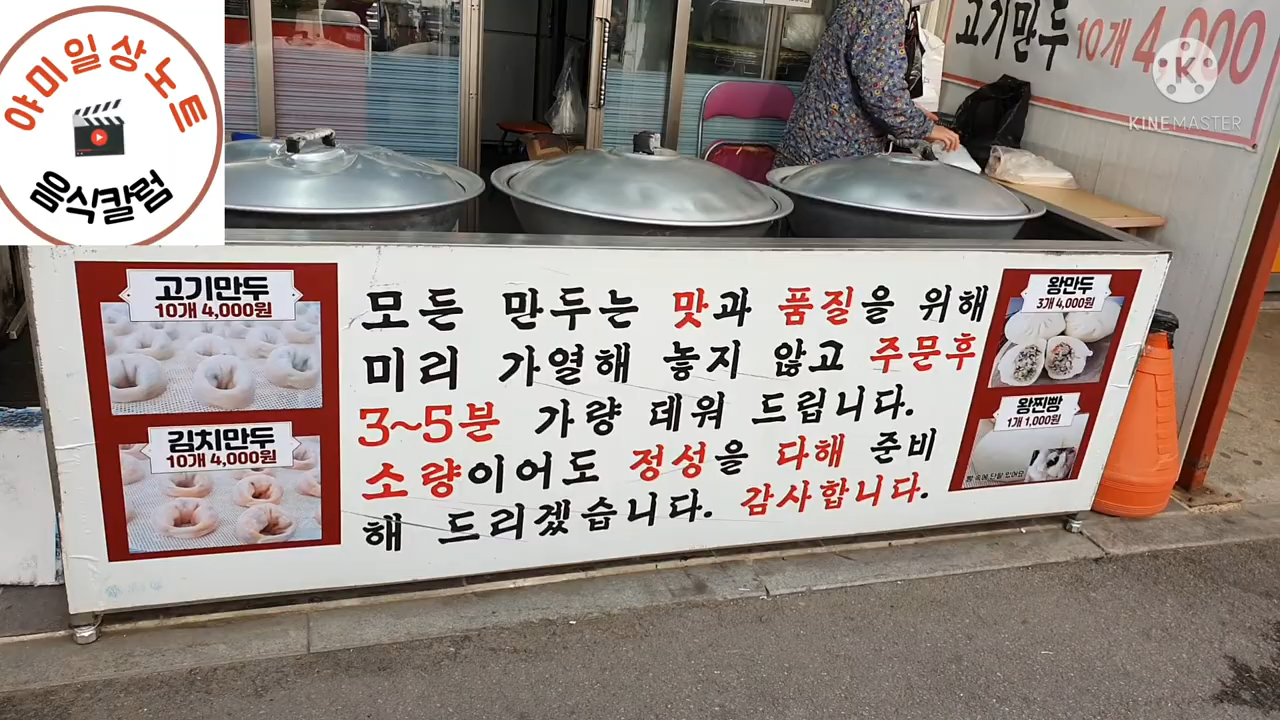 야미일상노트
음식칼럼
고기만두 10개 4,000
KINEMASTER
고기만두
10개 4,000원
김치만두
10개 4,000원
모든 만두는 맛과 품질을 위해
미리 가열해 놓지 않고 주문후
3~5분 가량 데워 드립니다.
소량이어도 정성을 다해 준비
해 드리겠습니다. 감사합니다.
왕만두
3개 4,000원
왕찐빵
1개 1,000원